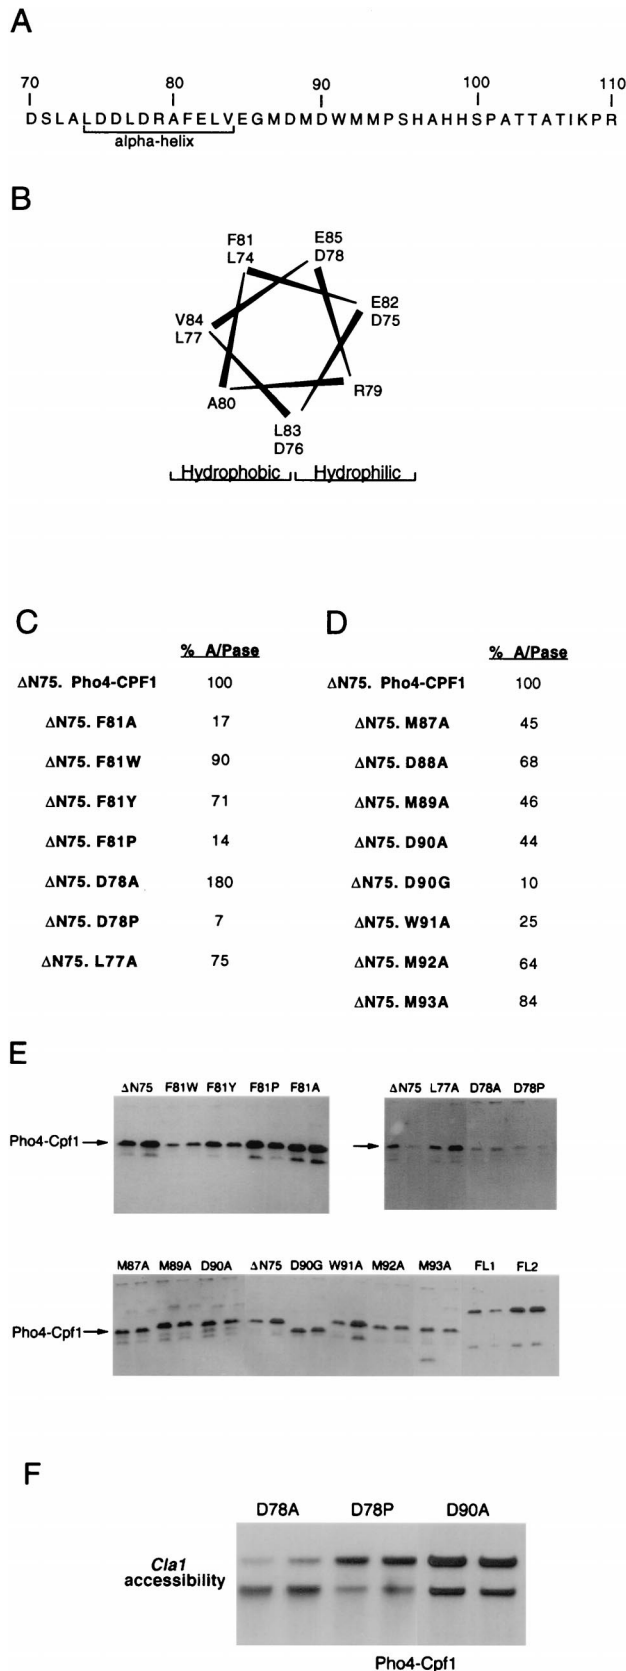 A
70 80 90 100 110
DSLALDDLDRAFELVEGMDMDWMMPSHAHHSPATTATIKPR
alpha-helix
B
F81 E85
L74 D78
E82
V84 D75
L77
A80 R79
L83
D76
Hydrophobic Hydrophilic
C
% A/Pase
ΔN75. Pho4-CPF1 100
ΔN75. F81A 17
ΔN75. F81W 90
ΔN75. F81Y 71
ΔN75. F81P 14
ΔN75. D78A 180
ΔN75. D78P 7
ΔN75. L77A 75
D
% A/Pase
ΔN75. Pho4-CPF1 100
ΔN75. M87A 45
ΔN75. D88A 68
ΔN75. M89A 46
ΔN75. D90A 44
ΔN75. D90G 10
ΔN75. W91A 25
ΔN75. M92A 64
ΔN75. M93A 84
E
ΔN75 F81W F81Y F81P F81A
Pho4-Cpf1
ΔN75 L77A D78A D78P
M87A M89A D90A ΔN75 D90G W91A M92A M93A FL1 FL2
Pho4-Cpf1
F
D78A D78P D90A
Cla1
accessibility
Pho4-Cpf1